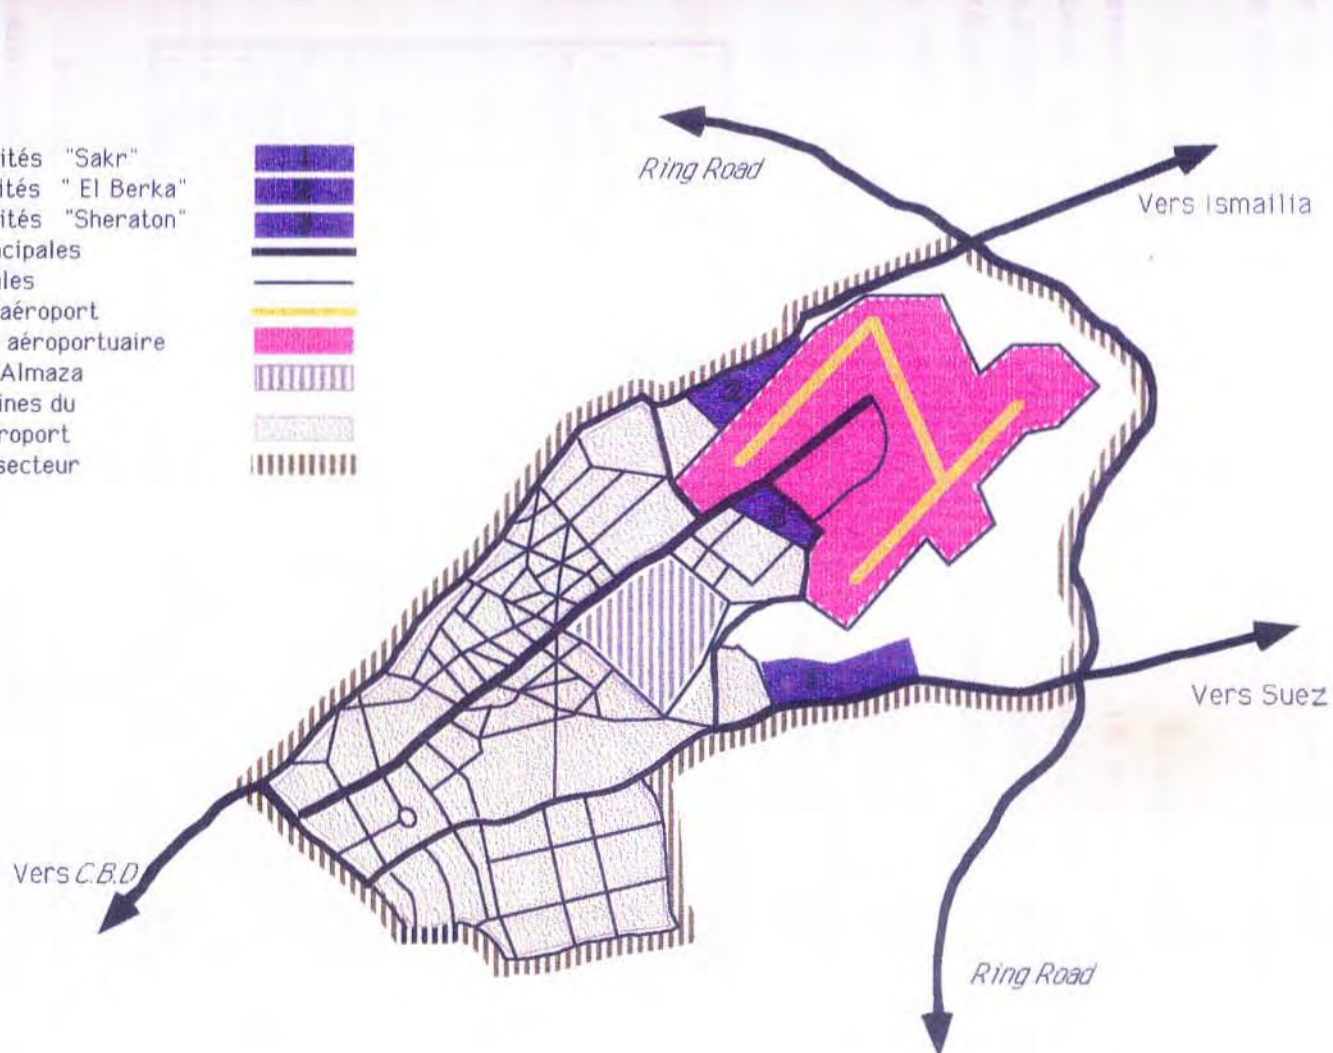 ités "Sakr"
ités " El Berka"
ités "Sheraton"
cipales
les
aéroport
aéroportuaire
Almaza
ines du
roport
secteur
Ring Road
Vers Ismailia
Vers Suez
Vers C.B.D
Ring Road